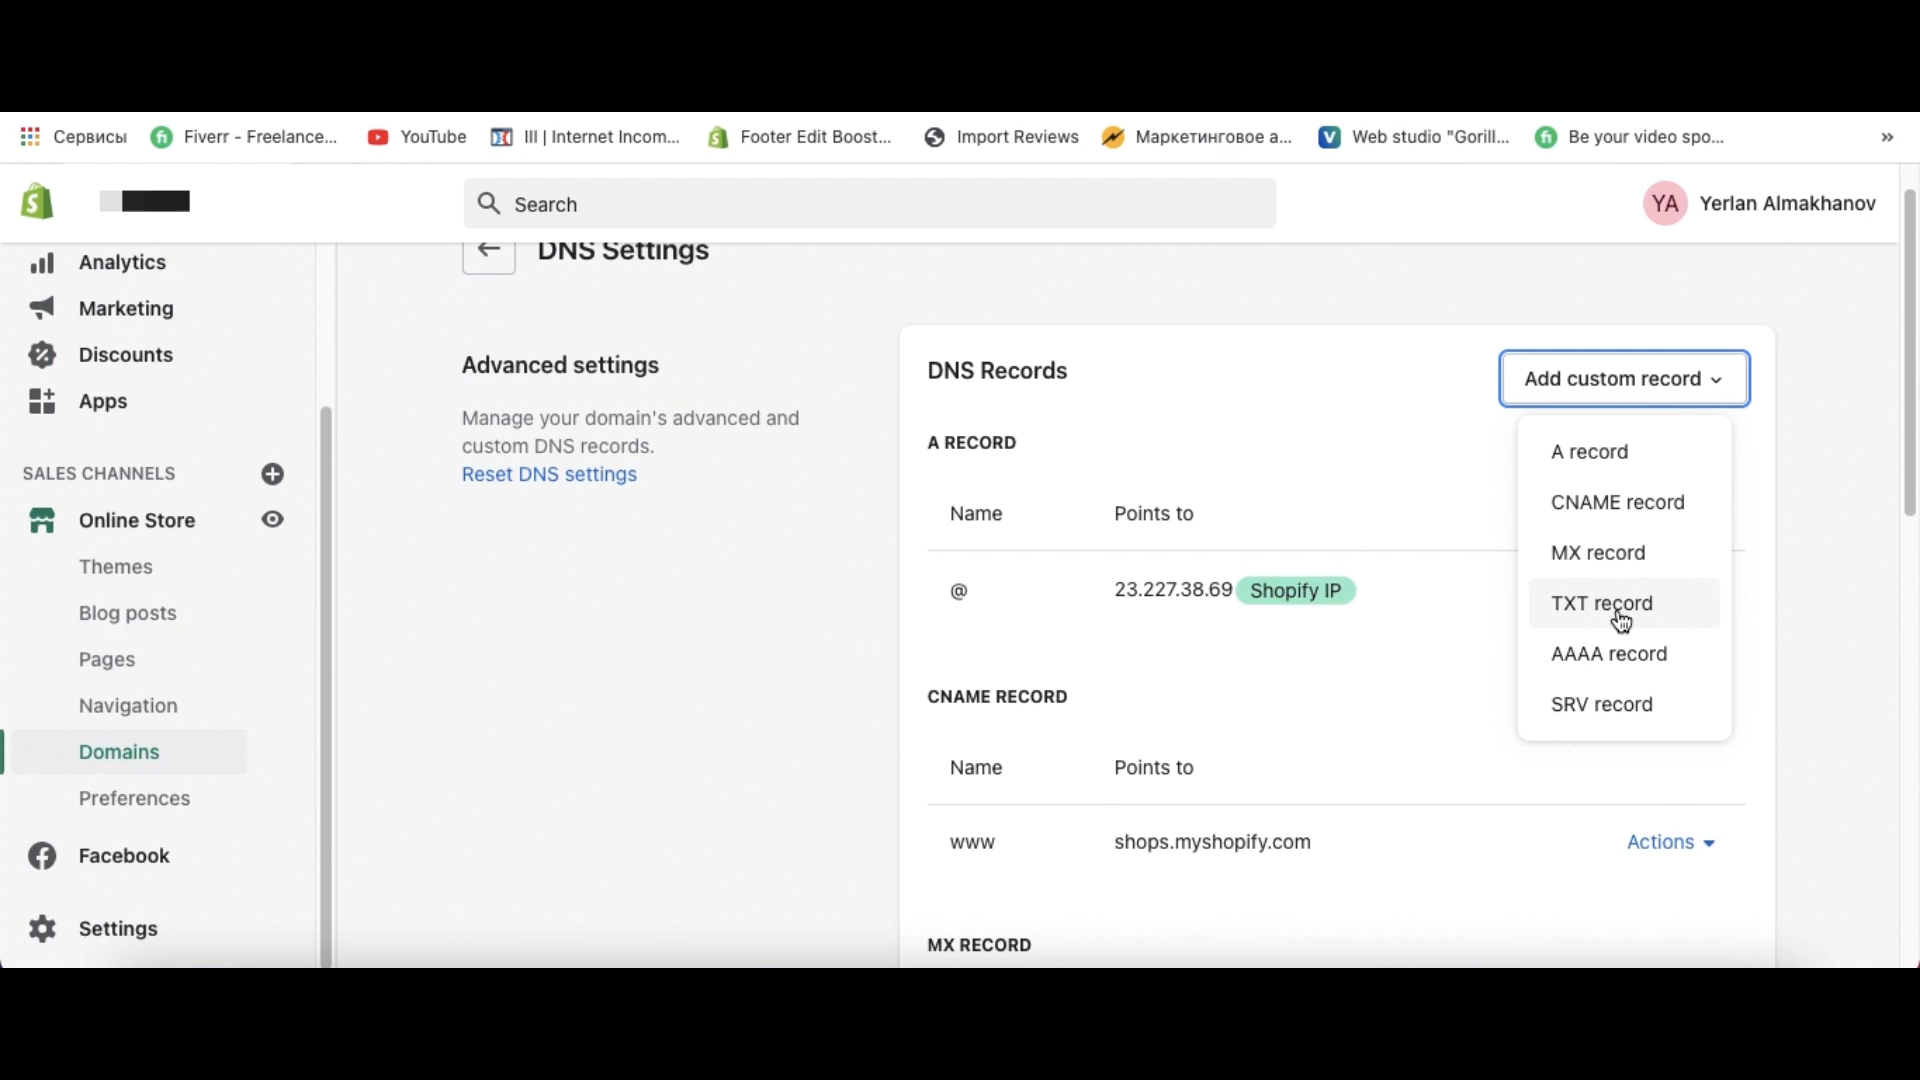 Сервисы
Fiverr - Freelance...
YouTube
III | Internet Incom...
Footer Edit Boost...
Import Reviews
Маркетинговое а...
Web studio "Gorill...
Be your video spo...
»
Search
YA
Yerlan Almakhanov
DNS Settings
Analytics
Marketing
Discounts
Apps
SALES CHANNELS
Online Store
Themes
Blog posts
Pages
Navigation
Domains
Preferences
Facebook
Settings
Advanced settings
Manage your domain's advanced and
custom DNS records.
Reset DNS settings
DNS Records
Add custom record
A record
CNAME record
MX record
TXT record
AAAA record
SRV record
A RECORD
Name Points to
@ 23.227.38.69 Shopify IP
CNAME RECORD
Name Points to
www shops.myshopify.com Actions
MX RECORD